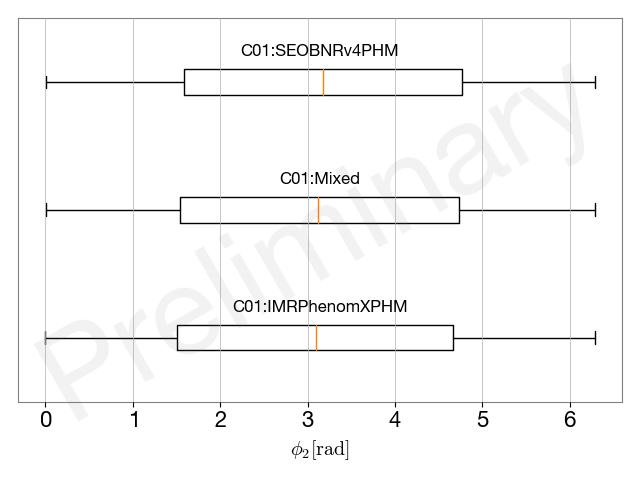 C01:SEOBNRv4PHM
C01:Mixed
C01:IMRPhenomXPHM
Preliminary
0 1 2 3 4 5 6
ϕ₂[rad]